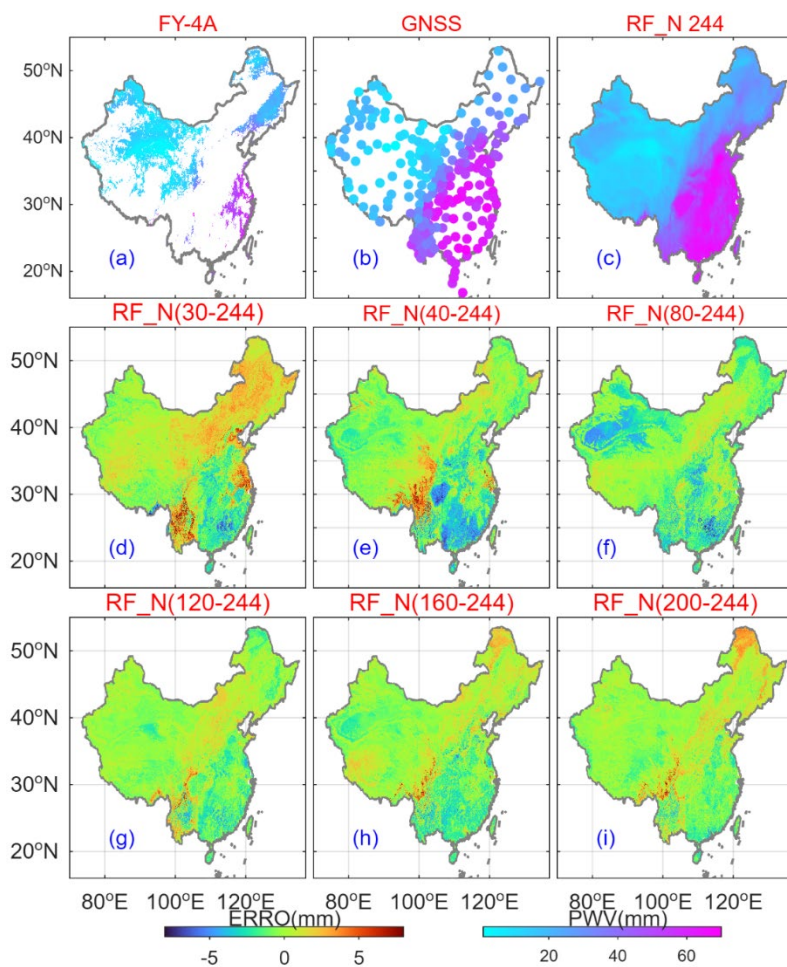 FY-4A GNSS RF_N 244
50°N
40°N
30°N
20°N
(a) (b) (c)
RF_N(30-244) RF_N(40-244) RF_N(80-244)
50°N
40°N
30°N
20°N
(d) (e) (f)
RF_N(120-244) RF_N(160-244) RF_N(200-244)
50°N
40°N
30°N
20°N
(g) (h) (i)
80°E 100°E 120°E 80°E 100°E 120°E 80°E 100°E 120°E
ERRO(mm) PWV(mm)
-5 0 5 20 40 60